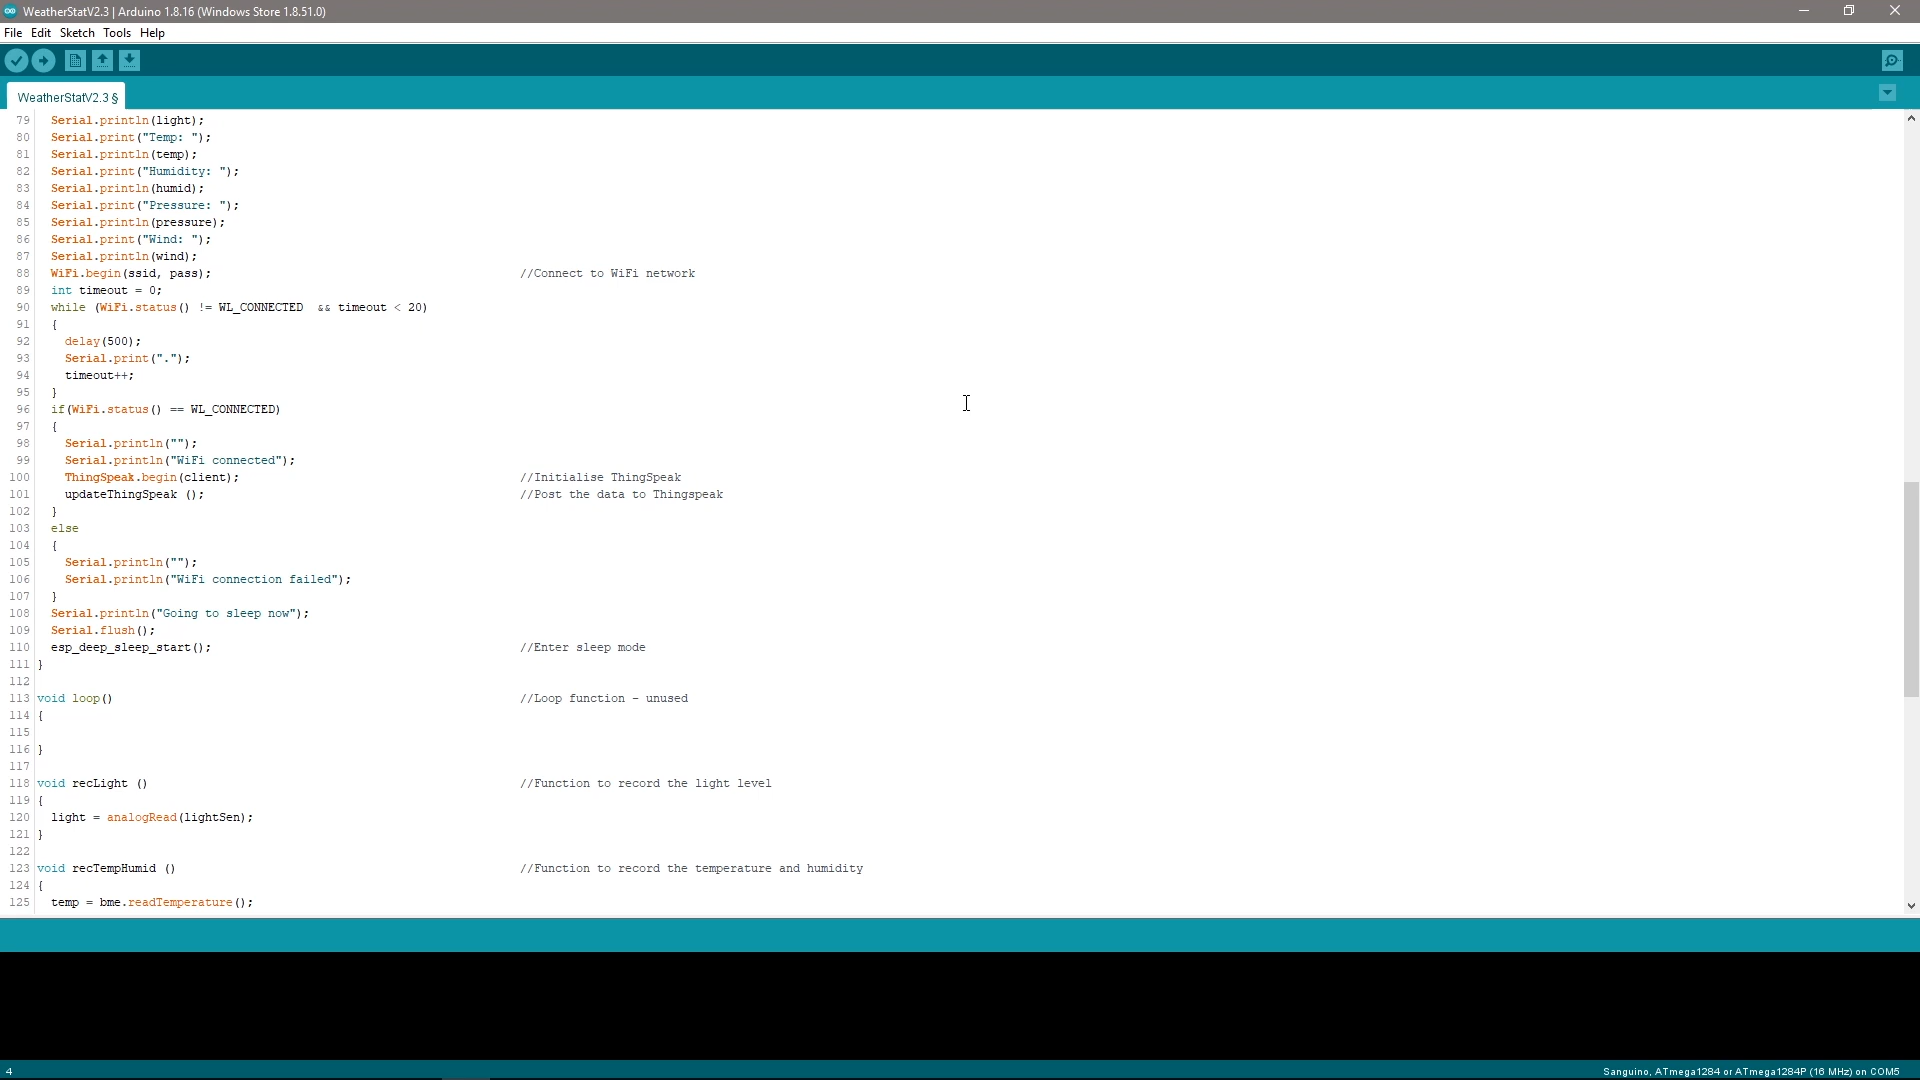 WeatherStatV2.3 | Arduino 1.8.16 (Windows Store 1.8.51.0)
File Edit Sketch Tools Help
WeatherStatV2.3 §
79 Serial.println(light);
80 Serial.print("Temp: ");
81 Serial.println(temp);
82 Serial.print("Humidity: ");
83 Serial.println(humid);
84 Serial.print("Pressure: ");
85 Serial.println(pressure);
86 Serial.print("Wind: ");
87 Serial.println(wind);
88 WiFi.begin(ssid, pass); //Connect to WiFi network
89 int timeout = 0;
90 while (WiFi.status() != WL_CONNECTED  && timeout < 20)
91 {
92 delay(500);
93 Serial.print(".");
94 timeout++;
95 }
96 if(WiFi.status() == WL_CONNECTED)
97 {
98 Serial.println("");
99 Serial.println("WiFi connected");
100 ThingSpeak.begin(client); //Initialise ThingSpeak
101 updateThingSpeak (); //Post the data to Thingspeak
102 }
103 else
104 {
105 Serial.println("");
106 Serial.println("WiFi connection failed");
107 }
108 Serial.println("Going to sleep now");
109 Serial.flush();
110 esp_deep_sleep_start(); //Enter sleep mode
111 }
112
113 void loop() //Loop function - unused
114 {
115
116 }
117
118 void recLight () //Function to record the light level
119 {
120 light = analogRead(lightSen);
121 }
122
123 void recTempHumid () //Function to record the temperature and humidity
124 {
125 temp = bme.readTemperature();
4 Sanguino, ATmega1284 or ATmega1284P (16 MHz) on COM5